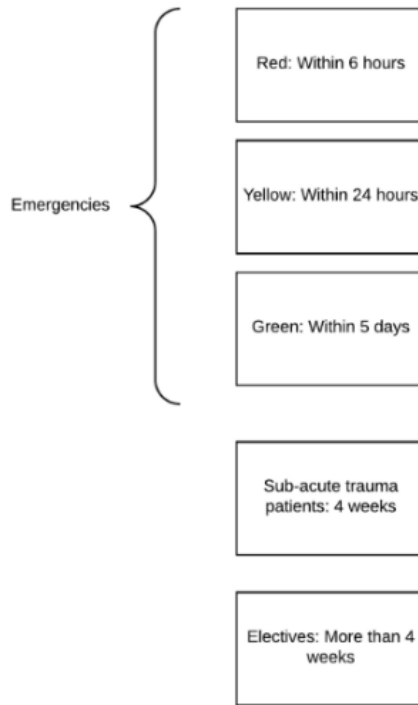 Red: Within 6 hours
Yellow: Within 24 hours
Emergencies
Green: Within 5 days
Sub-acute trauma
patients: 4 weeks
Electives: More than 4
weeks